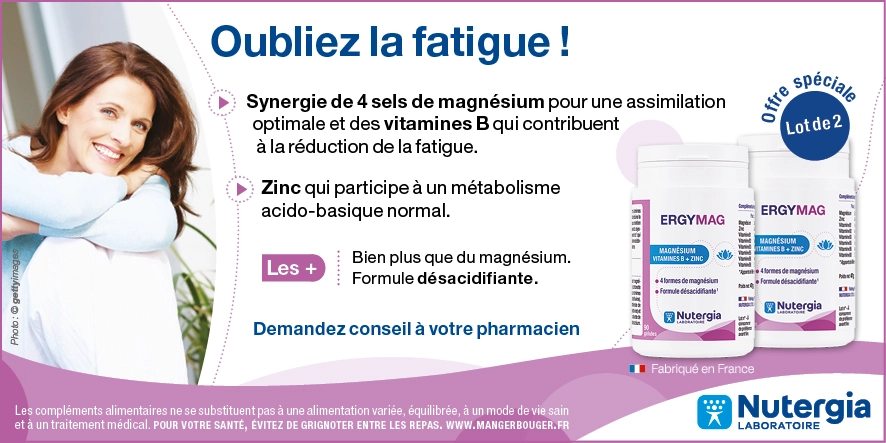 Oubliez la fatigue !
Synergie de 4 sels de magnésium pour une assimilation
optimale et des vitamines B qui contribuent
à la réduction de la fatigue.
Zinc qui participe à un métabolisme
acido-basique normal.
Les +
Bien plus que du magnésium.
Formule désacidifiante.
Demandez conseil à votre pharmacien
Offre spéciale
Lot de 2
ERGYMAG
MAGNÉSIUM
VITAMINES B + ZINC
• 4 formes de magnésium
• Formule désacidifiante¹
Nutergia
LABORATOIRE
90
gélules
ERGYMAG
MAGNÉSIUM
VITAMINES B + ZINC
• 4 formes de magnésium
• Formule désacidifiante¹
Nutergia
LABORATOIRE
Fabriqué en France
Photo : © gettyimages
Les compléments alimentaires ne se substituent pas à une alimentation variée, équilibrée, à un mode de vie sain
et à un traitement médical. POUR VOTRE SANTÉ, ÉVITEZ DE GRIGNOTER ENTRE LES REPAS. WWW.MANGERBOUGER.FR
Nutergia
LABORATOIRE